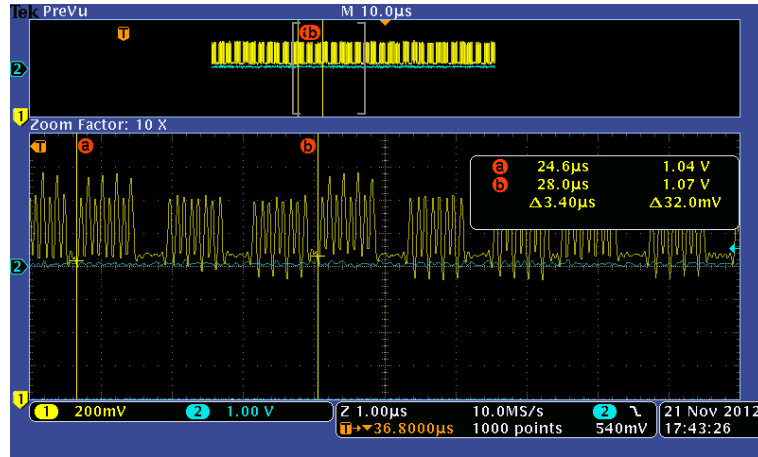 Tek PreVu M 10.0µs
T
b
2
1
Zoom Factor: 10 X
T a b
a 24.6µs 1.04 V
b 28.0µs 1.07 V
Δ3.40µs Δ32.0mV
2
1
1 200mV 2 1.00 V Z 1.00µs 10.0MS/s 2 21 Nov 2012
T→▼36.8000µs 1000 points 540mV 17:43:26